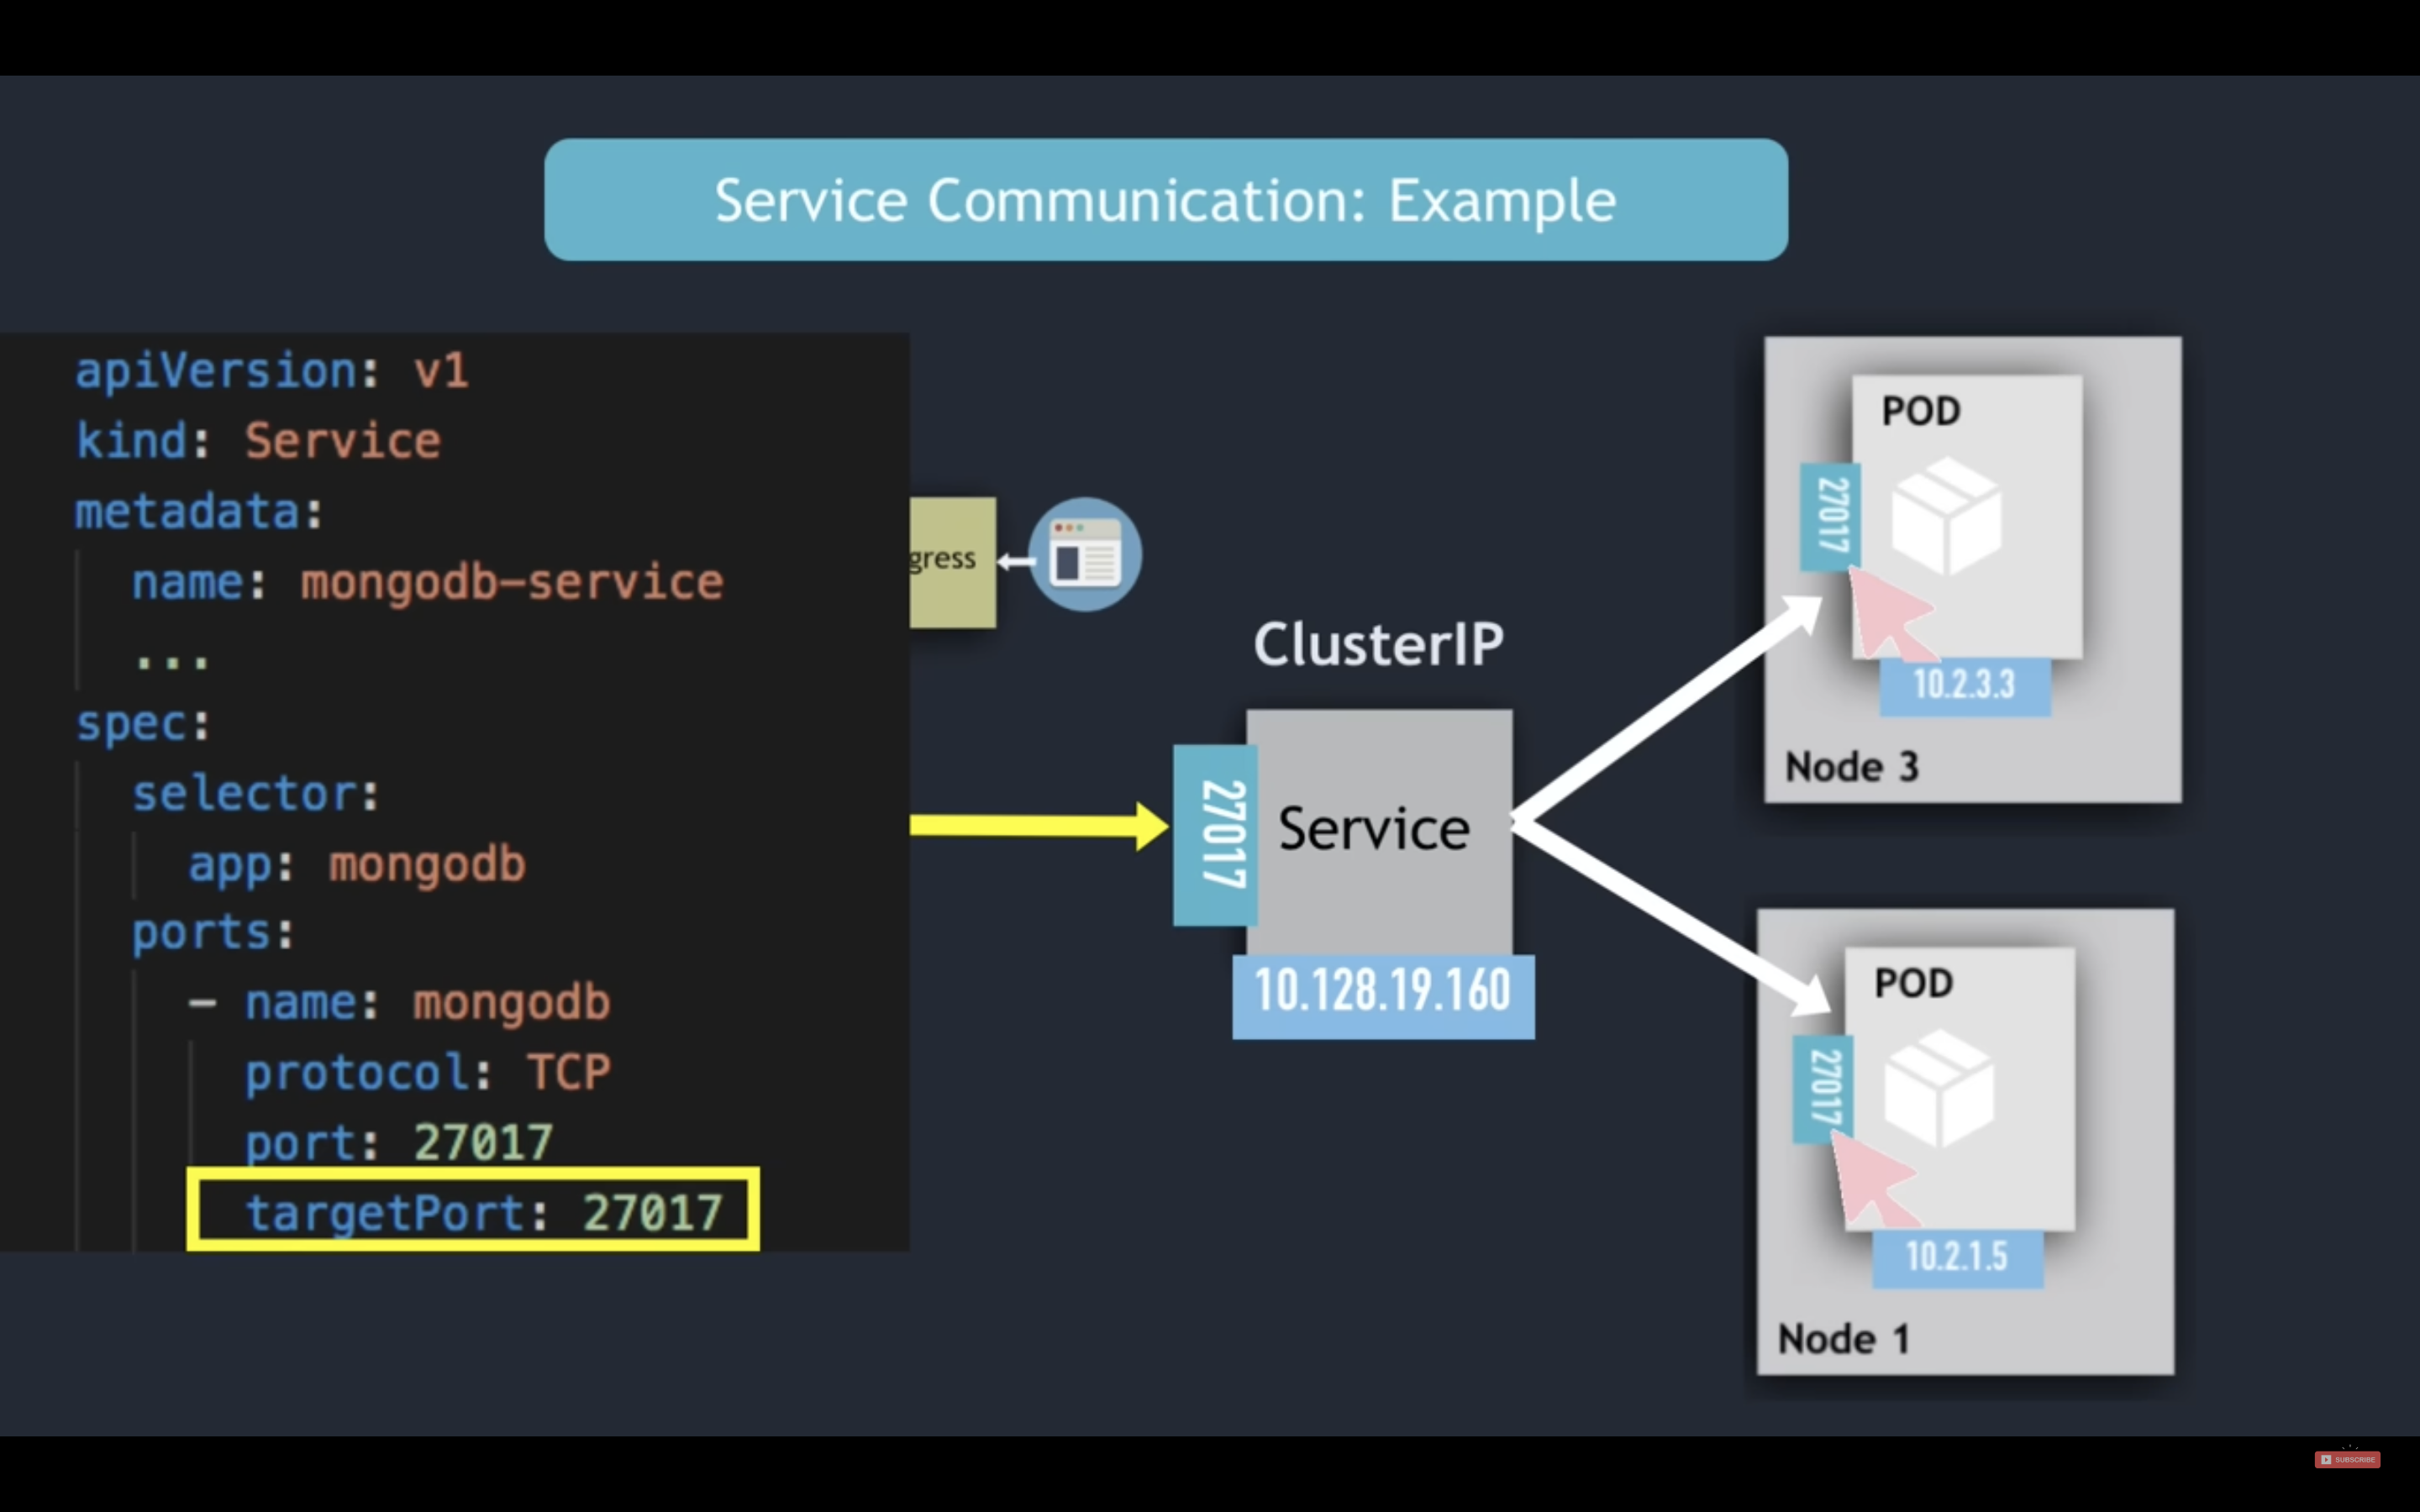 Service Communication: Example
apiVersion: v1
kind: Service
metadata:
name: mongodb-service
...
spec:
selector:
app: mongodb
ports:
- name: mongodb
protocol: TCP
port: 27017
targetPort: 27017
gress
ClusterIP
27017
Service
10.128.19.160
POD
27017
10.2.3.3
Node 3
POD
27017
10.2.1.5
Node 1
SUBSCRIBE